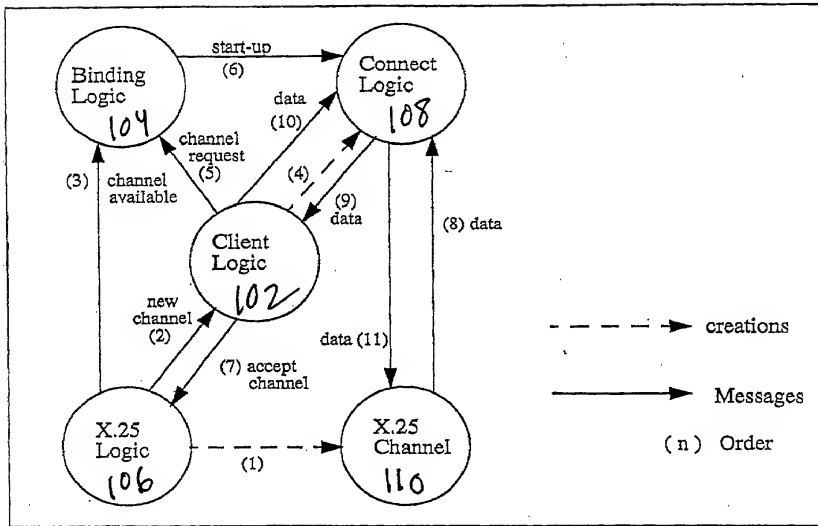 start-up
(6)
Binding
Logic
104
Connect
Logic
108
data
(10)
channel
request
(5)
(4)
(3)
channel
available
(9)
data
(8) data
Client
Logic
102
new
channel
(2)
(7) accept
channel
data (11)
creations
Messages
(n) Order
X.25
Logic
106
(1)
X.25
Channel
110